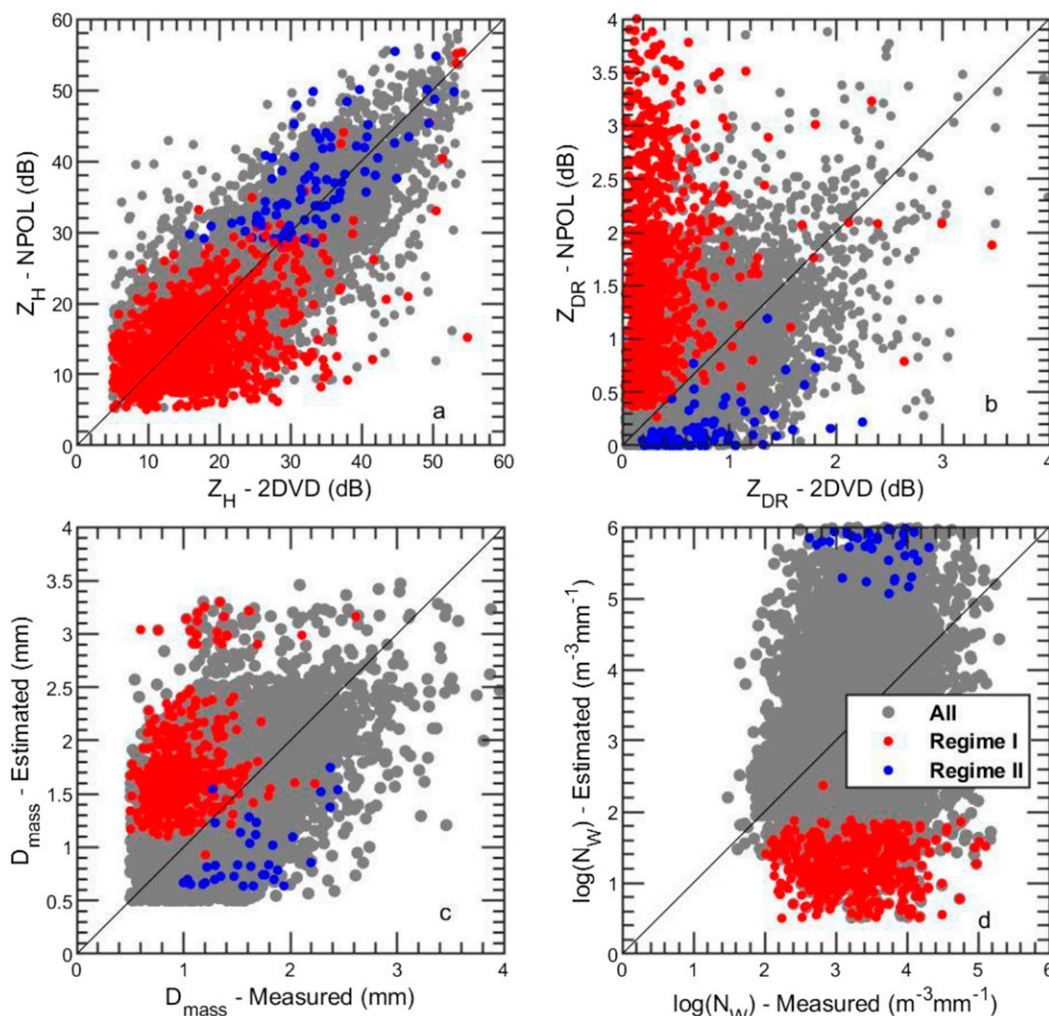 Z_H - NPOL (dB)
60
50
40
30
20
10
0
a
0 10 20 30 40 50 60
Z_H - 2DVD (dB)
Z_DR - NPOL (dB)
4
3.5
3
2.5
2
1.5
1
0.5
0
b
0 1 2 3 4
Z_DR - 2DVD (dB)
D_mass - Estimated (mm)
4
3.5
3
2.5
2
1.5
1
0.5
0
c
0 1 2 3 4
D_mass - Measured (mm)
log(N_W) - Estimated (m^-3mm^-1)
6
5
4
3
2
1
0
All
Regime I
Regime II
d
0 1 2 3 4 5 6
log(N_W) - Measured (m^-3mm^-1)